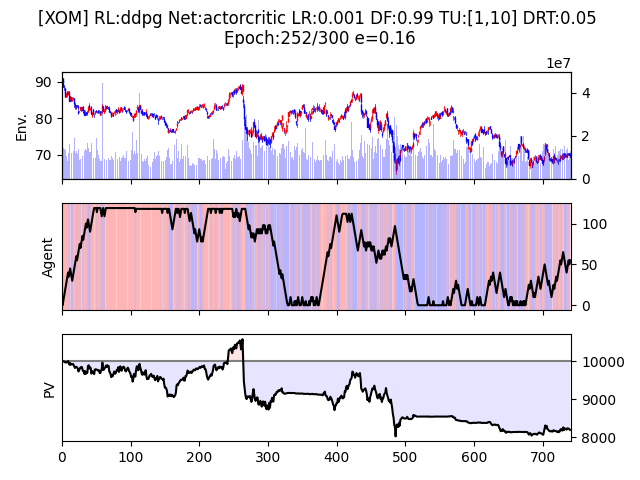 [XOM] RL:ddpg Net:actorcritic LR:0.001 DF:0.99 TU:[1,10] DRT:0.05
Epoch:252/300 e=0.16
1e7
90
80
70
Env.
4
2
0
Agent
100
50
0
PV
10000
9000
8000
0 100 200 300 400 500 600 700